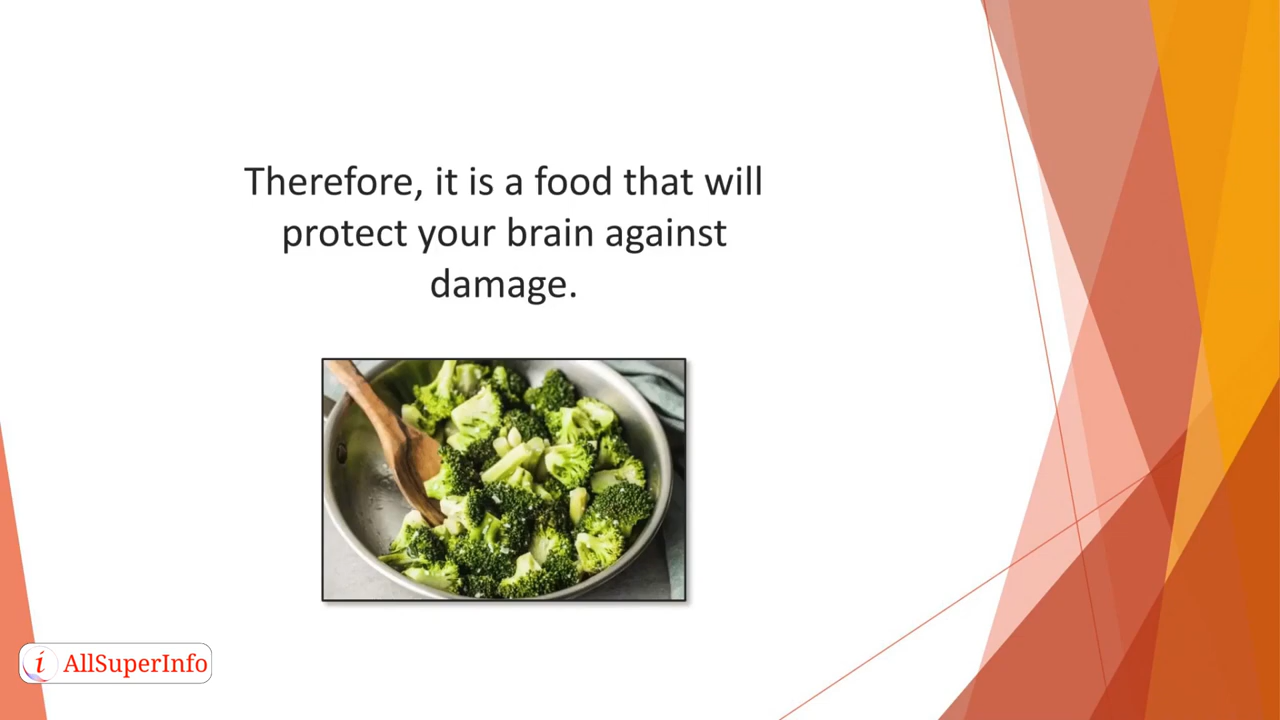 Therefore, it is a food that will
protect your brain against
damage.
i AllSuperInfo